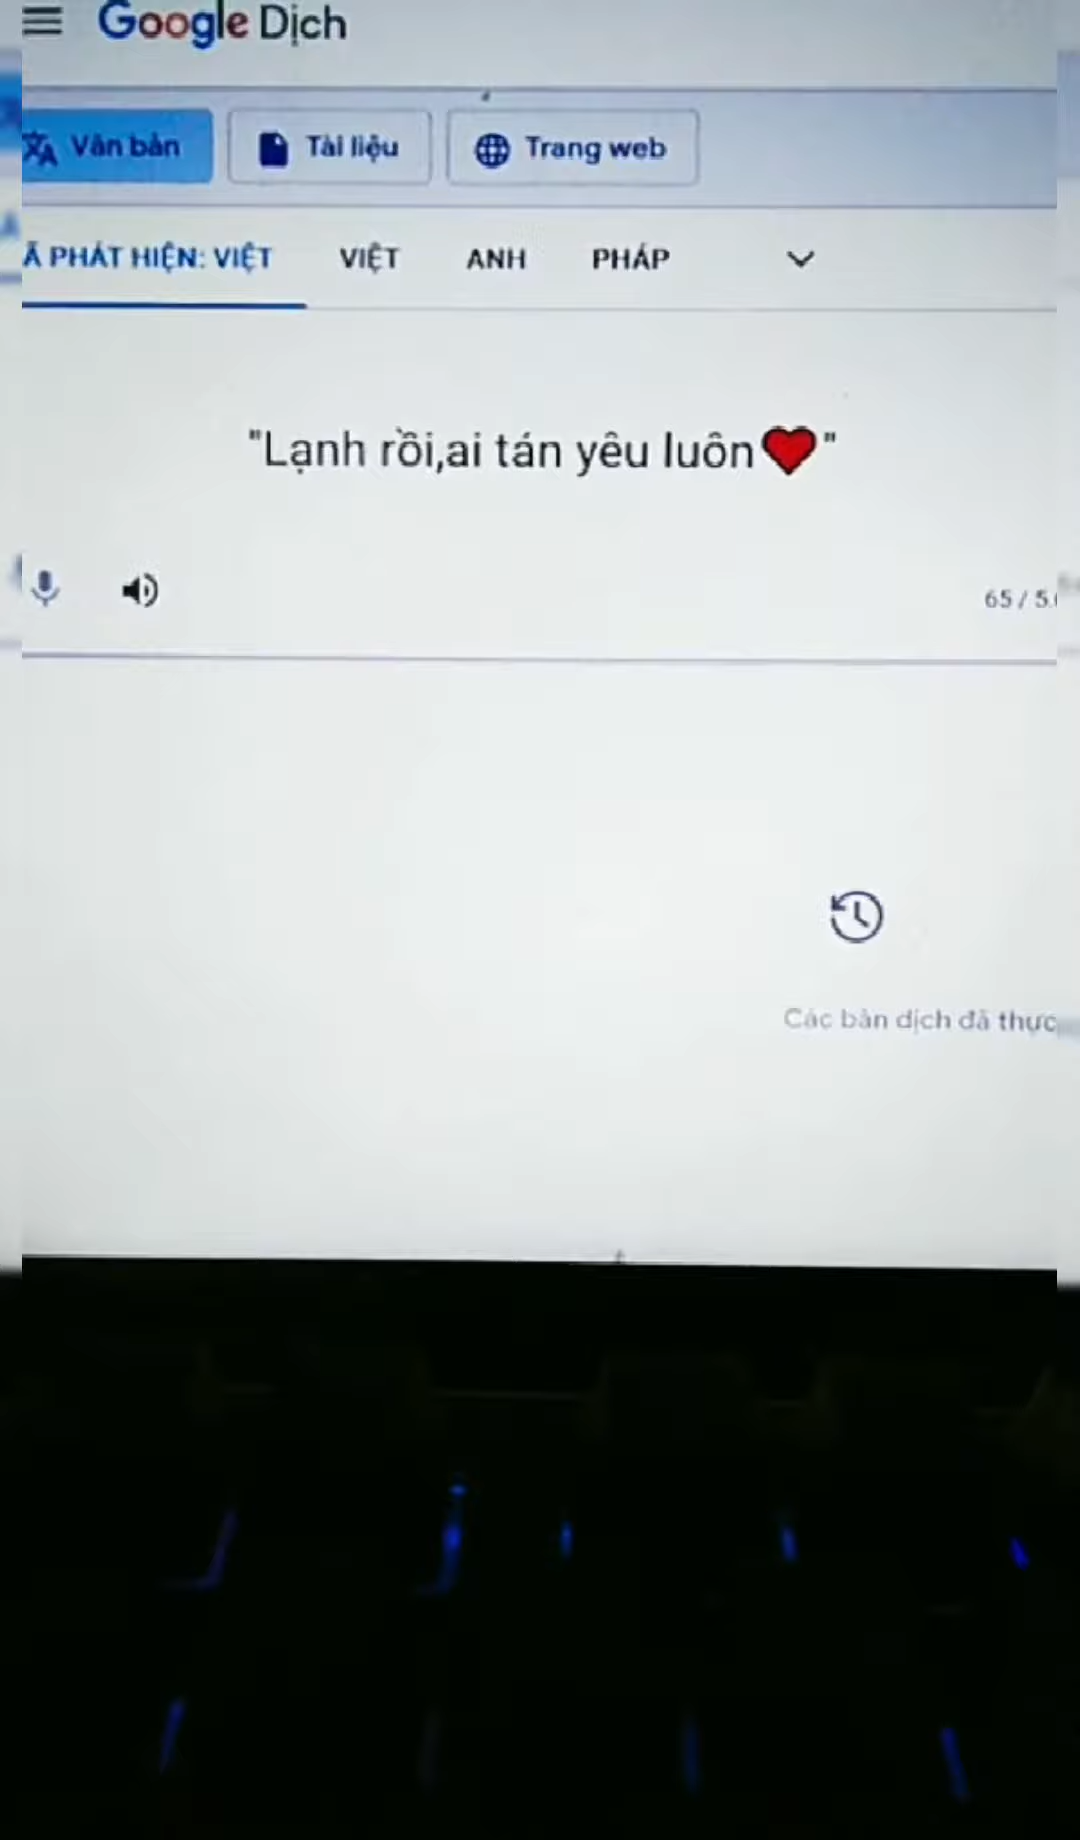 Google Dịch
Văn bản
Tài liệu
Trang web
Ã PHÁT HIỆN: VIỆT
VIỆT
ANH
PHÁP
"Lạnh rồi,ai tán yêu luôn❤️"
65 / 5.
Các bản dịch đã thực